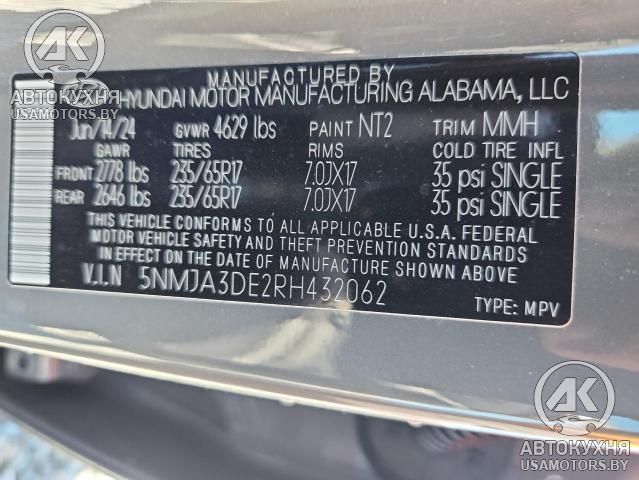 AK
АВТОКУХНЯ
USAMOTORS.BY
MANUFACTURED BY
HYUNDAI MOTOR MANUFACTURING ALABAMA, LLC
Jun/14/24 GVWR 4629 lbs PAINT NT2 TRIM MMH
GAWR TIRES RIMS COLD TIRE INFL
FRONT 2778 lbs 235/65R17 7.0JX17 35 psi SINGLE
REAR 2646 lbs 235/65R17 7.0JX17 35 psi SINGLE
THIS VEHICLE CONFORMS TO ALL APPLICABLE U.S.A. FEDERAL
MOTOR VEHICLE SAFETY AND THEFT PREVENTION STANDARDS
IN EFFECT ON THE DATE OF MANUFACTURE SHOWN ABOVE.
V.I.N 5NMJA3DE2RH432062
TYPE: MPV
AK
АВТОКУХНЯ
USAMOTORS.BY